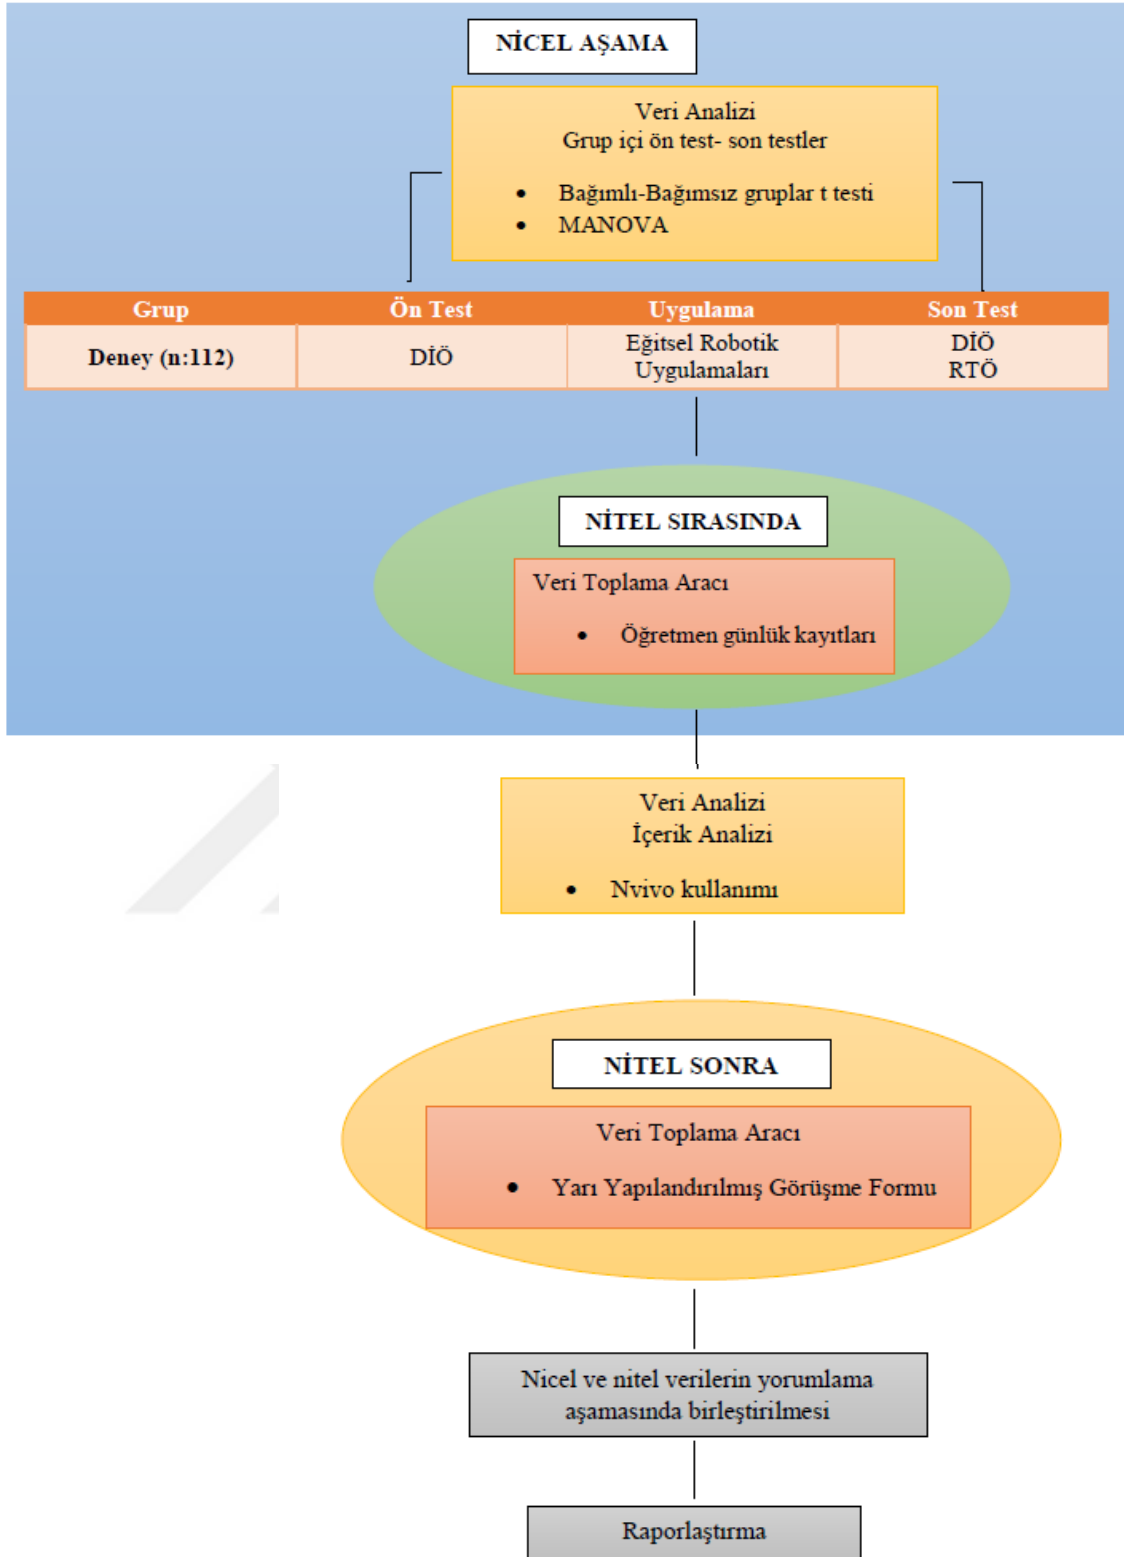 NİCEL AŞAMA
Veri Analizi
Grup içi ön test- son testler
• Bağımlı-Bağımsız gruplar t testi
• MANOVA
Grup Ön Test Uygulama Son Test
Deney (n:112) DİÖ Eğitsel Robotik Uygulamaları DİÖ RTÖ
NİTEL SIRASINDA
Veri Toplama Aracı
• Öğretmen günlük kayıtları
Veri Analizi
İçerik Analizi
• Nvivo kullanımı
NİTEL SONRA
Veri Toplama Aracı
• Yarı Yapılandırılmış Görüşme Formu
Nicel ve nitel verilerin yorumlama
aşamasında birleştirilmesi
Raporlaştırma